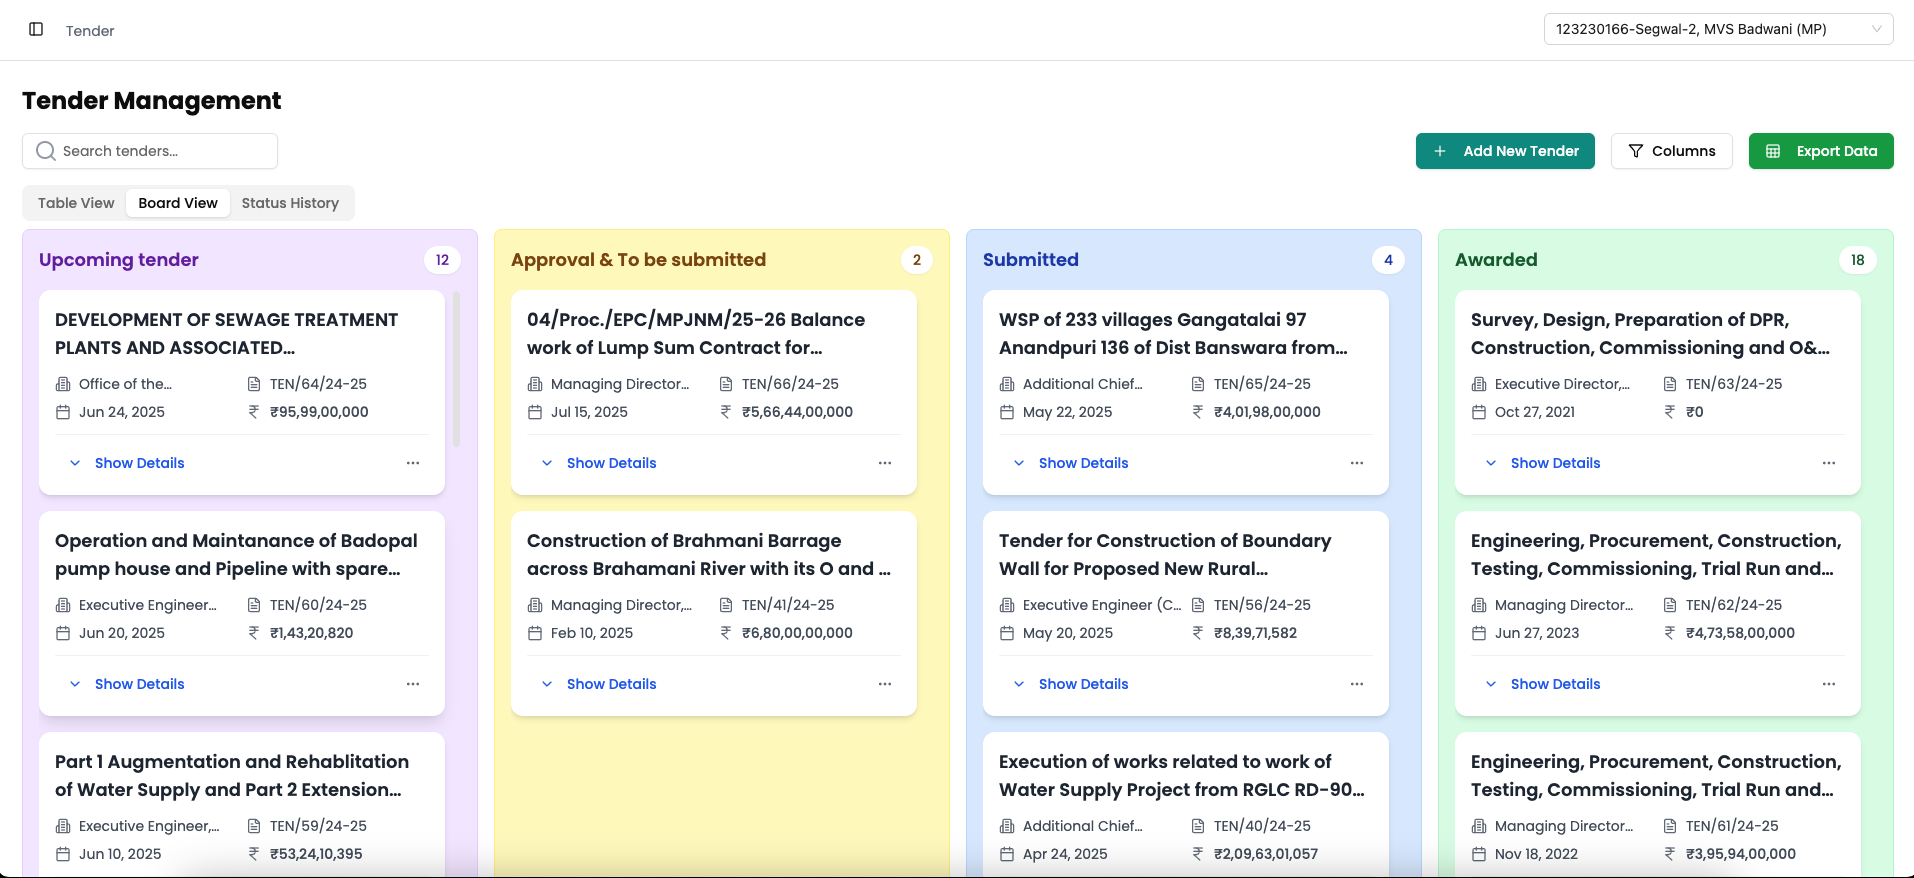 Tender
123230166-Segwal-2, MVS Badwani (MP)
Tender Management
Search tenders...
Add New Tender
Columns
Export Data
Table View
Board View
Status History
Upcoming tender
12
DEVELOPMENT OF SEWAGE TREATMENT
PLANTS AND ASSOCIATED...
Office of the...
TEN/64/24-25
Jun 24, 2025
₹95,99,00,000
Show Details
Operation and Maintanance of Badopal
pump house and Pipeline with spare...
Executive Engineer...
TEN/60/24-25
Jun 20, 2025
₹1,43,20,820
Show Details
Part 1 Augmentation and Rehablitation
of Water Supply and Part 2 Extension...
Executive Engineer,...
TEN/59/24-25
Jun 10, 2025
₹53,24,10,395
Approval & To be submitted
2
04/Proc./EPC/MPJNM/25-26 Balance
work of Lump Sum Contract for...
Managing Director...
TEN/66/24-25
Jul 15, 2025
₹5,66,44,00,000
Show Details
Construction of Brahmani Barrage
across Brahamani River with its O and ...
Managing Director,...
TEN/41/24-25
Feb 10, 2025
₹6,80,00,00,000
Show Details
Submitted
4
WSP of 233 villages Gangatalai 97
Anandpuri 136 of Dist Banswara from...
Additional Chief...
TEN/65/24-25
May 22, 2025
₹4,01,98,00,000
Show Details
Tender for Construction of Boundary
Wall for Proposed New Rural...
Executive Engineer (C...
TEN/56/24-25
May 20, 2025
₹8,39,71,582
Show Details
Execution of works related to work of
Water Supply Project from RGLC RD-90...
Additional Chief...
TEN/40/24-25
Apr 24, 2025
₹2,09,63,01,057
Awarded
18
Survey, Design, Preparation of DPR,
Construction, Commissioning and O&...
Executive Director,...
TEN/63/24-25
Oct 27, 2021
₹0
Show Details
Engineering, Procurement, Construction,
Testing, Commissioning, Trial Run and...
Managing Director...
TEN/62/24-25
Jun 27, 2023
₹4,73,58,00,000
Show Details
Engineering, Procurement, Construction,
Testing, Commissioning, Trial Run and...
Managing Director...
TEN/61/24-25
Nov 18, 2022
₹3,95,94,00,000